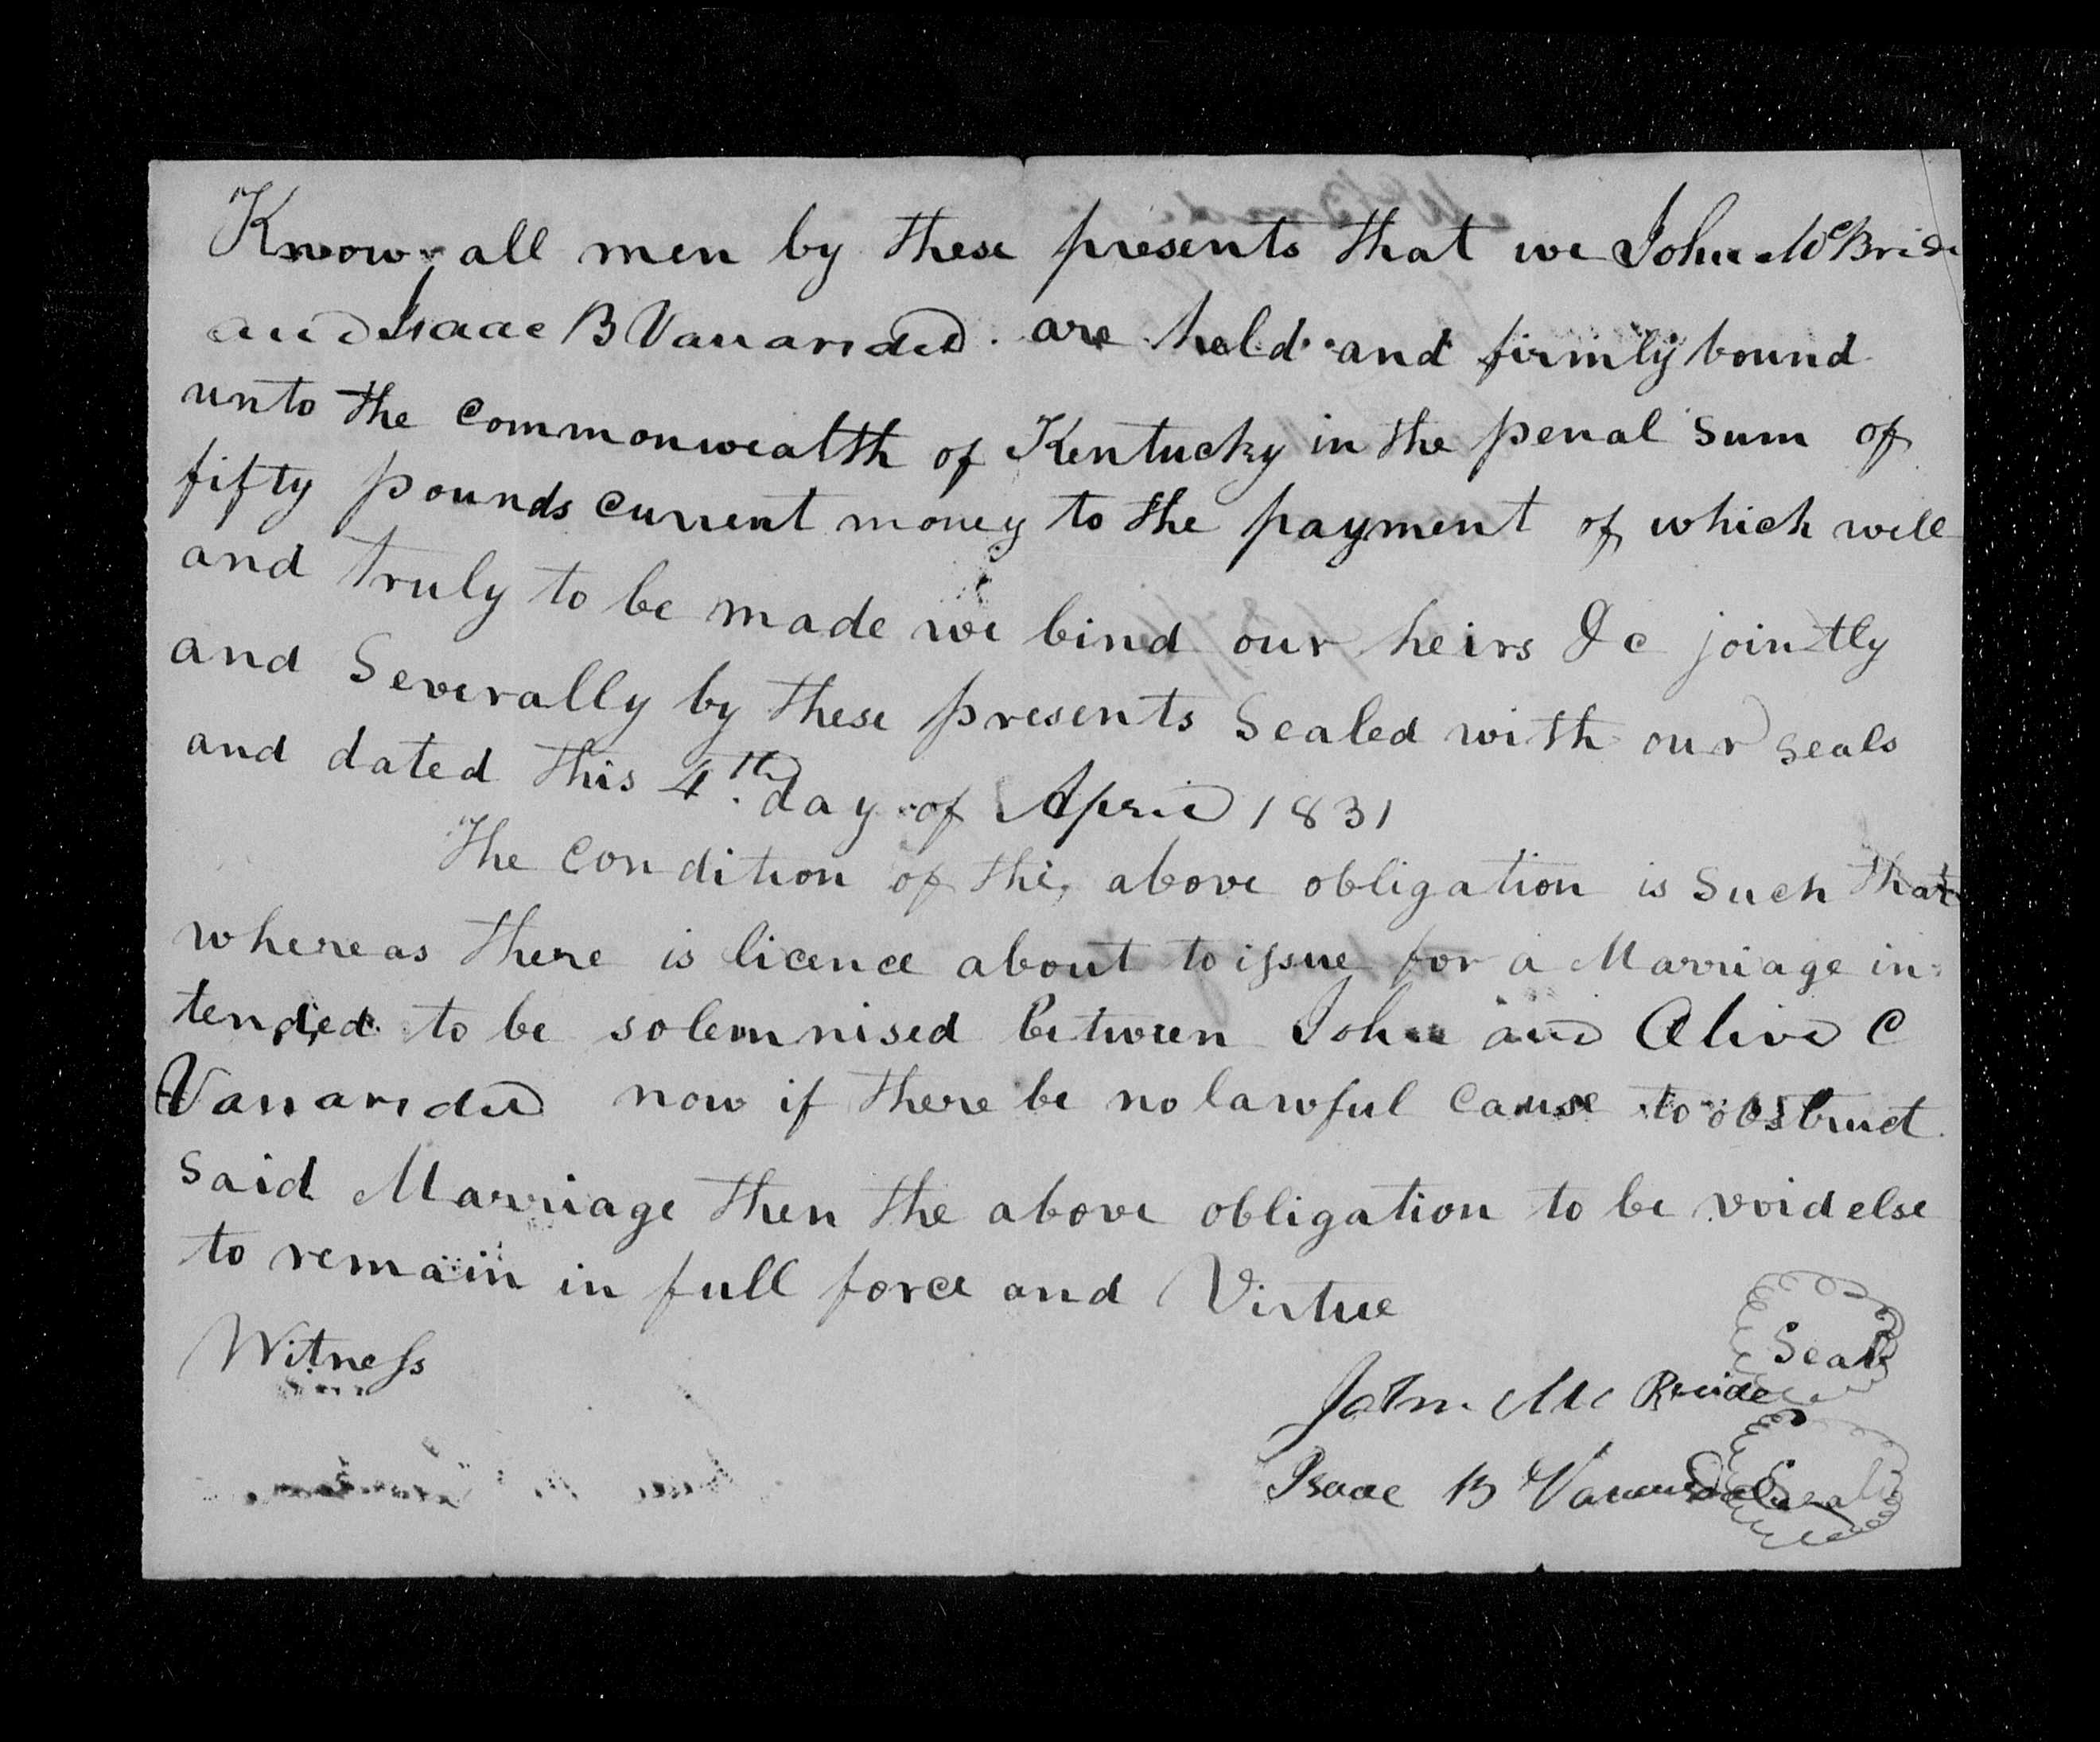 Know all men by these presents that we John McBride
and Isaac B Vanarsdel are held and firmly bound
unto the Commonwealth of Kentucky in the penal Sum of
fifty pounds current money to the payment of which well
and truly to be made we bind our heirs &c jointly
and Severally by these presents Sealed with our seals
and dated this 4th day of April 1831
The condition of the above obligation is Such that
whereas there is licence about to issue for a Marriage in-
tended to be solemnised between John and C
Vanarsdel now if there be no lawful cause to obstruct
Said Marriage then the above obligation to be void else
to remain in full force and Virtue
Witness
Seal
John Mc Bride
Isaac B Seal